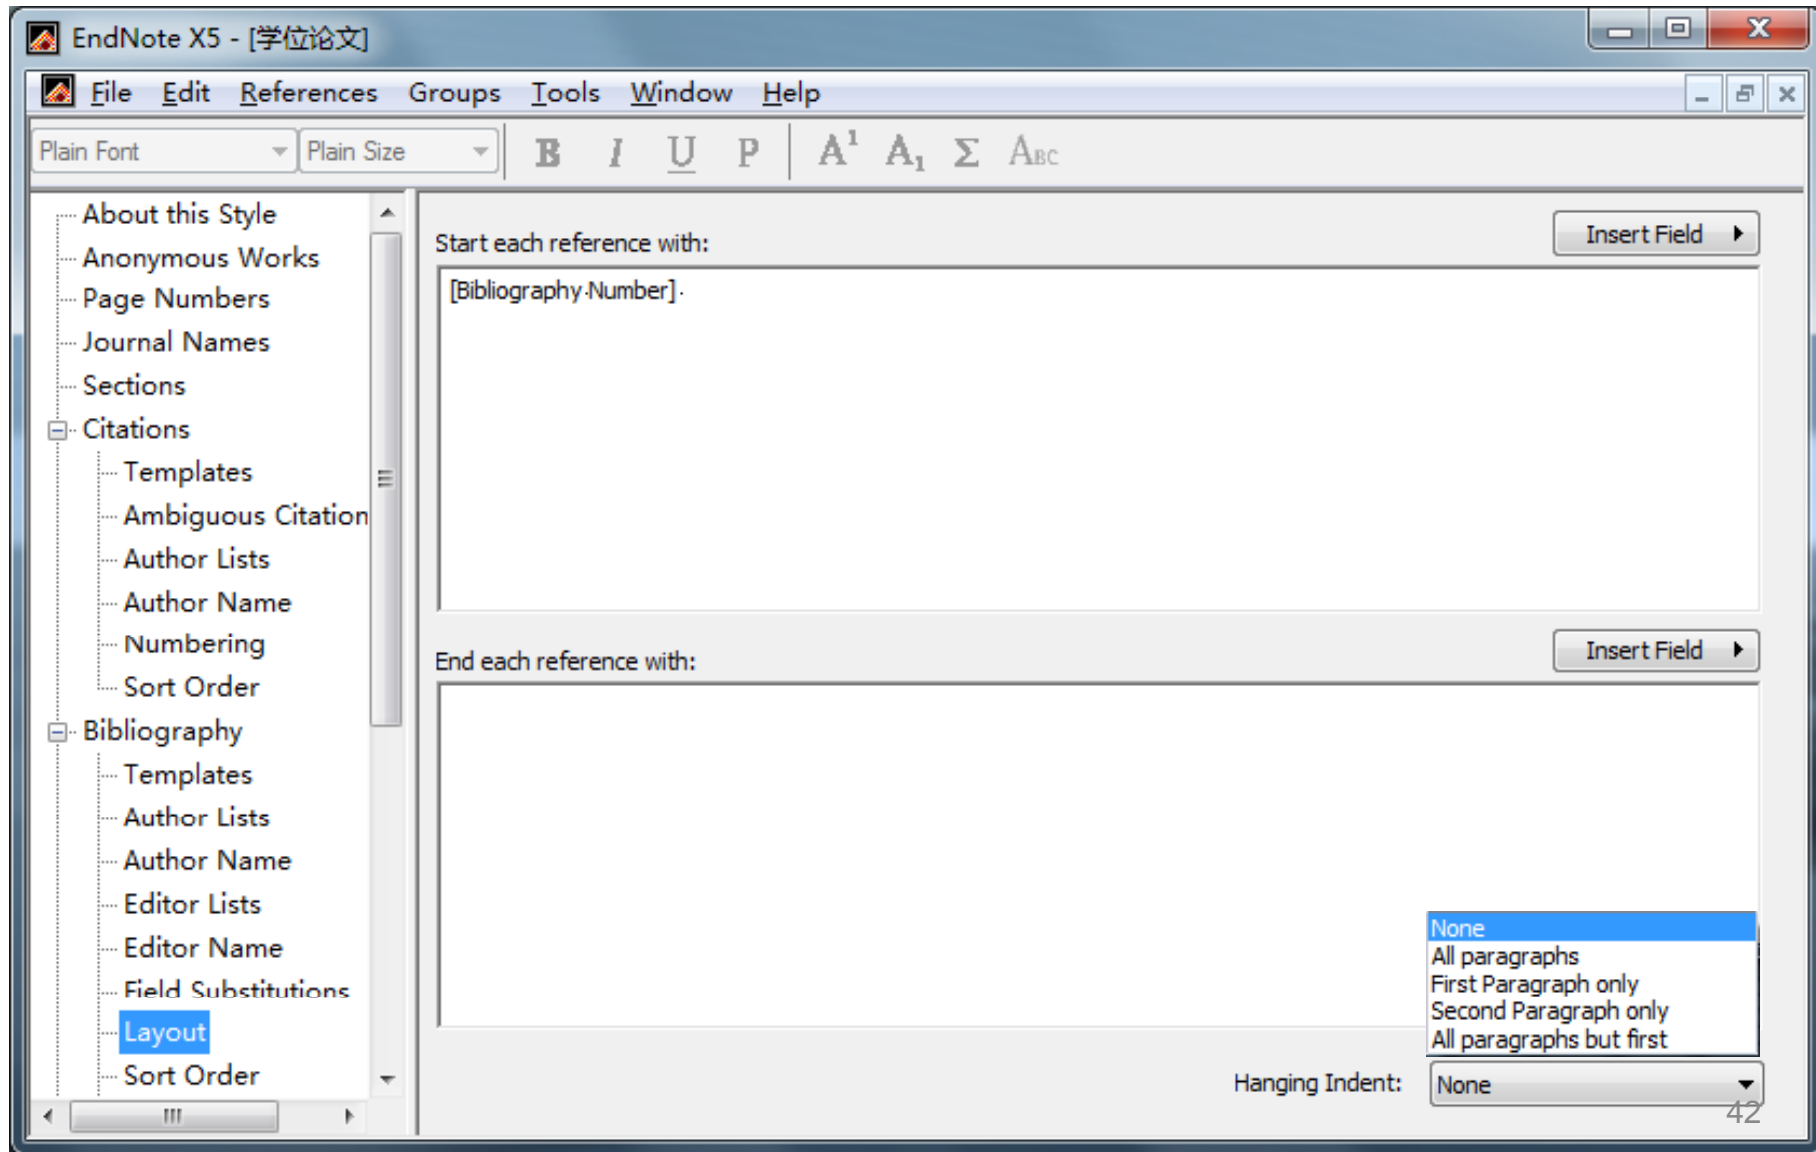 EndNote X5 - [学位论文]
File Edit References Groups Tools Window Help
Plain Font Plain Size B I U P A¹ A₁ Σ ABC
About this Style
Anonymous Works
Page Numbers
Journal Names
Sections
Citations
Templates
Ambiguous Citation
Author Lists
Author Name
Numbering
Sort Order
Bibliography
Templates
Author Lists
Author Name
Editor Lists
Editor Name
Field Substitutions
Layout
Sort Order
Start each reference with:
Insert Field
[Bibliography·Number]·
End each reference with:
Insert Field
None
All paragraphs
First Paragraph only
Second Paragraph only
All paragraphs but first
Hanging Indent: None
42